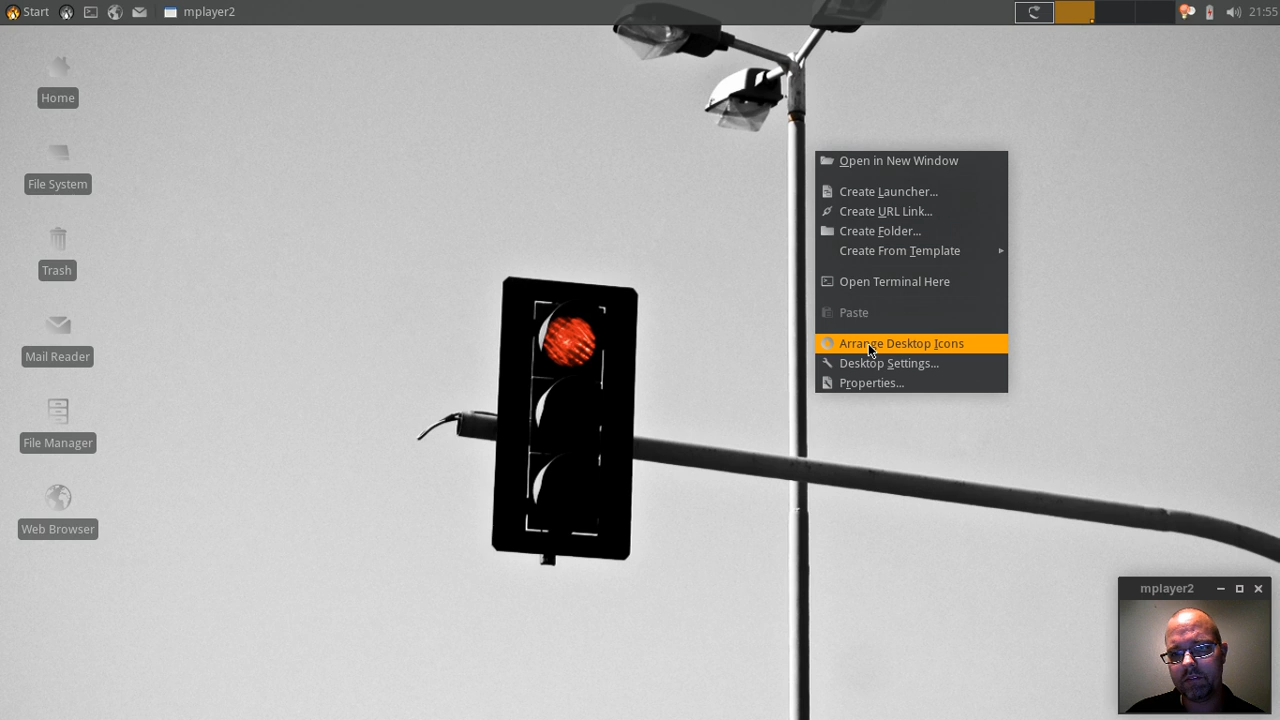 Start
mplayer2
21:55
Home
File System
Trash
Mail Reader
File Manager
Web Browser
Open in New Window
Create Launcher...
Create URL Link...
Create Folder...
Create From Template
Open Terminal Here
Paste
Arrange Desktop Icons
Desktop Settings...
Properties...
mplayer2